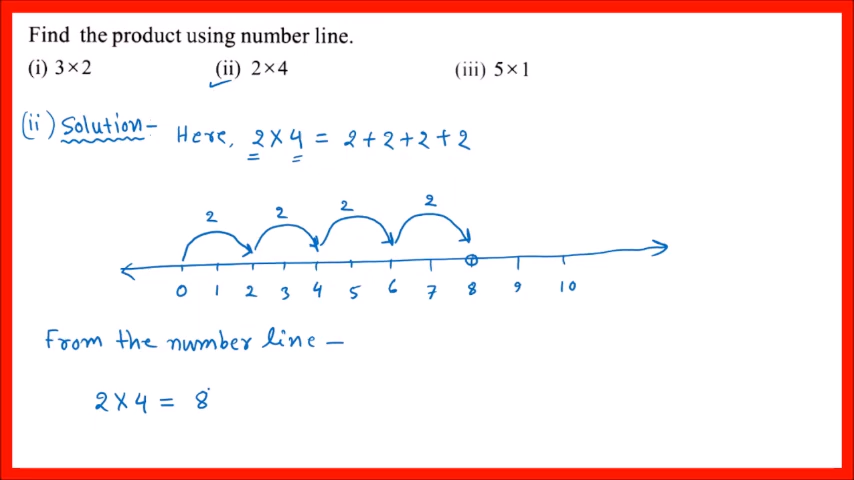 Find the product using number line.
(i) 3×2 (ii) 2×4 (iii) 5×1
(ii) Solution- Here, 2 × 4 = 2+2+2+2
2 2 2 2
0 1 2 3 4 5 6 7 8 9 10
From the number line -
2×4 = 8